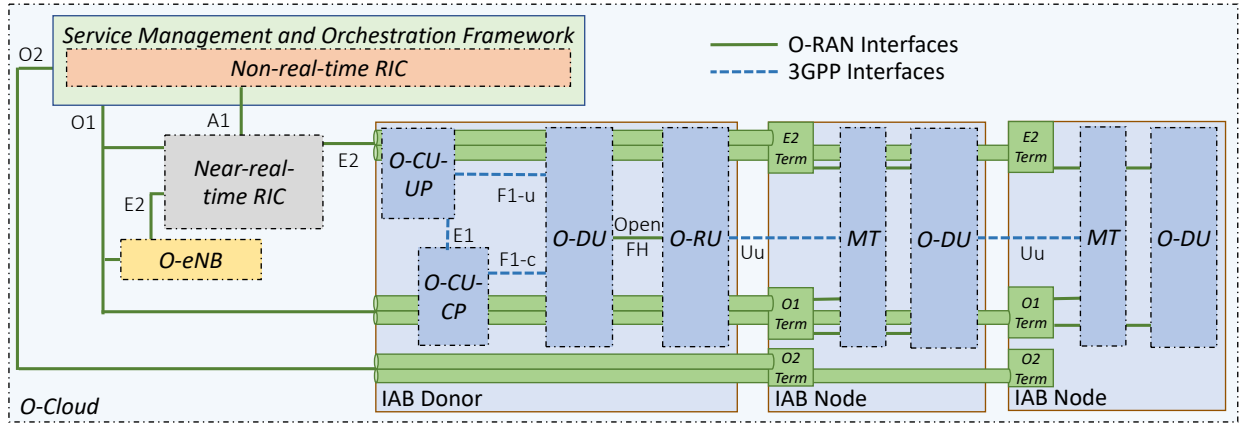 Service Management and Orchestration Framework
Non-real-time RIC
O-RAN Interfaces
3GPP Interfaces
O2
O1
A1
Near-real-
time RIC
E2
E2
O-eNB
O-CU-
UP
F1-u
E1
F1-c
O-CU-
CP
O-DU
Open
FH
O-RU
Uu
E2
Term
MT
O-DU
O1
Term
O2
Term
Uu
E2
Term
MT
O-DU
O1
Term
O2
Term
O-Cloud
IAB Donor
IAB Node
IAB Node